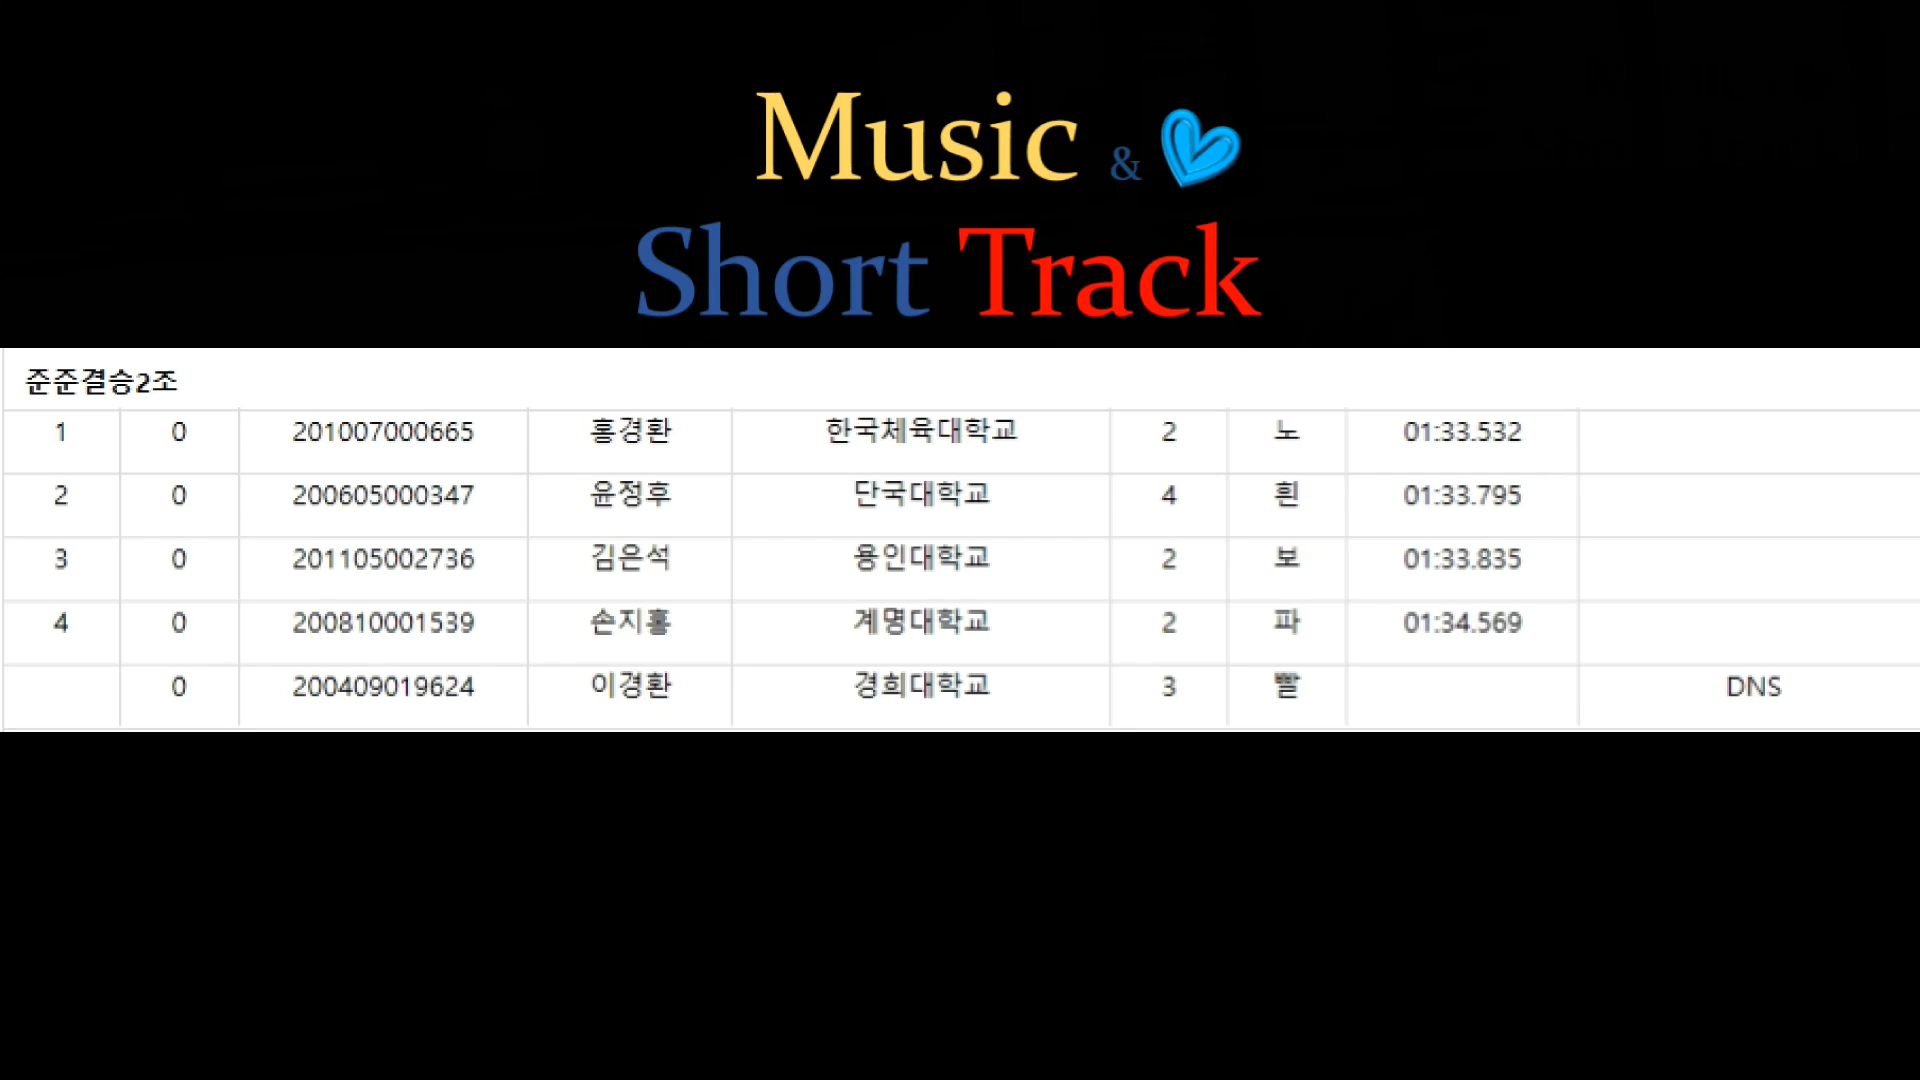 Music &
Short Track
준준결승2조
1 0 201007000665 홍경환 한국체육대학교 2 노 01:33.532
2 0 200605000347 윤정후 단국대학교 4 흰 01:33.795
3 0 201105002736 김은석 용인대학교 2 보 01:33.835
4 0 200810001539 손지홍 계명대학교 2 파 01:34.569
0 200409019624 이경환 경희대학교 3 빨 DNS